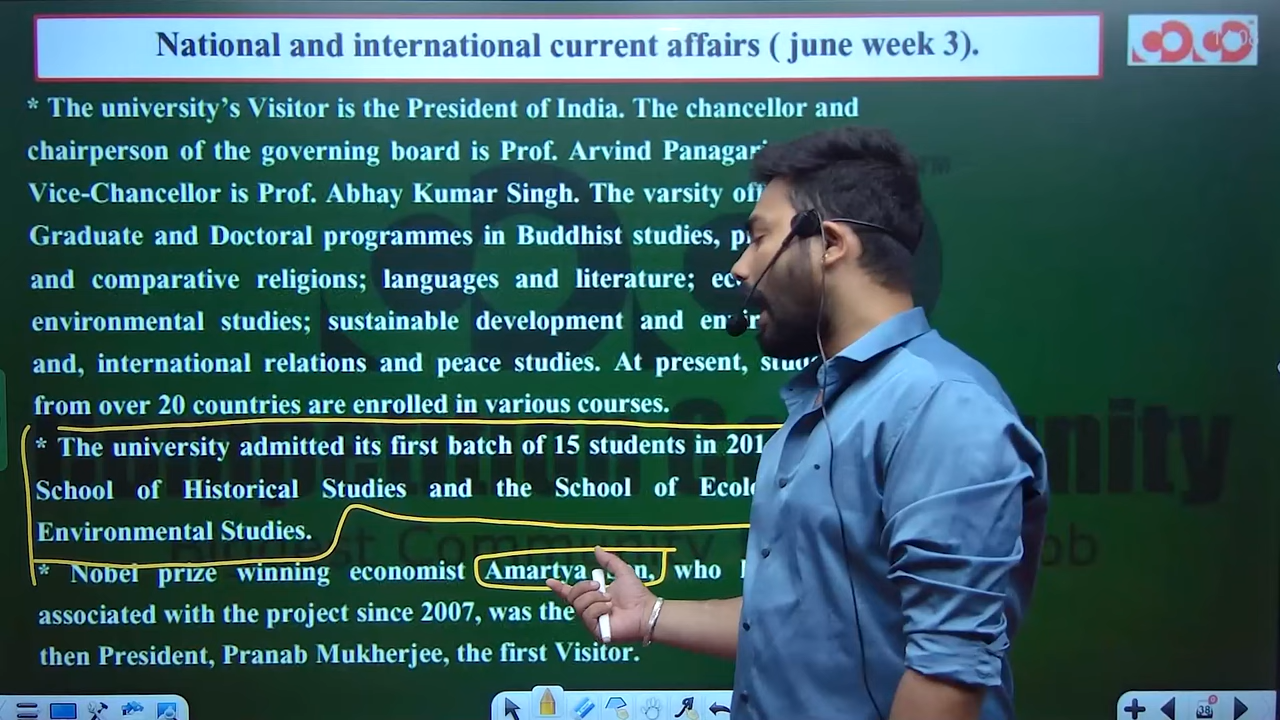 National and international current affairs ( june week 3).
* The university's Visitor is the President of India. The chancellor and
chairperson of the governing board is Prof. Arvind
Vice-Chancellor is Prof. Abhay Kumar Singh. The varsity
Graduate and Doctoral programmes in Buddhist studies,
and comparative religions; languages and literature;
environmental studies; sustainable development and
and, international relations and peace studies. At present,
from over 20 countries are enrolled in various courses.
* The university admitted its first batch of 15 students in
School of Historical Studies and the School of
Environmental Studies.
* Nobel prize winning economist Amartya who
associated with the project since 2007, was the
then President, Pranab Mukherjee, the first Visitor.
38